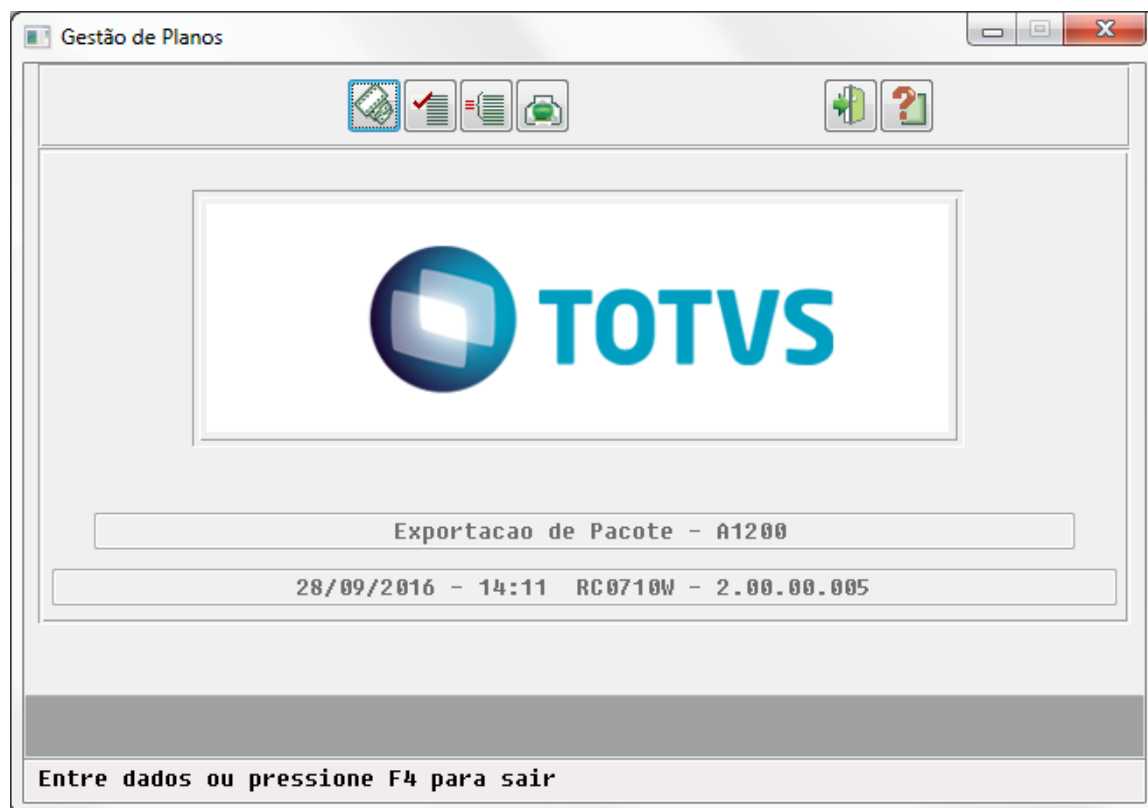 Gestão de Planos
TOTVS
Exportacao de Pacote - A1200
28/09/2016 - 14:11 RC0710W - 2.00.00.005
Entre dados ou pressione F4 para sair